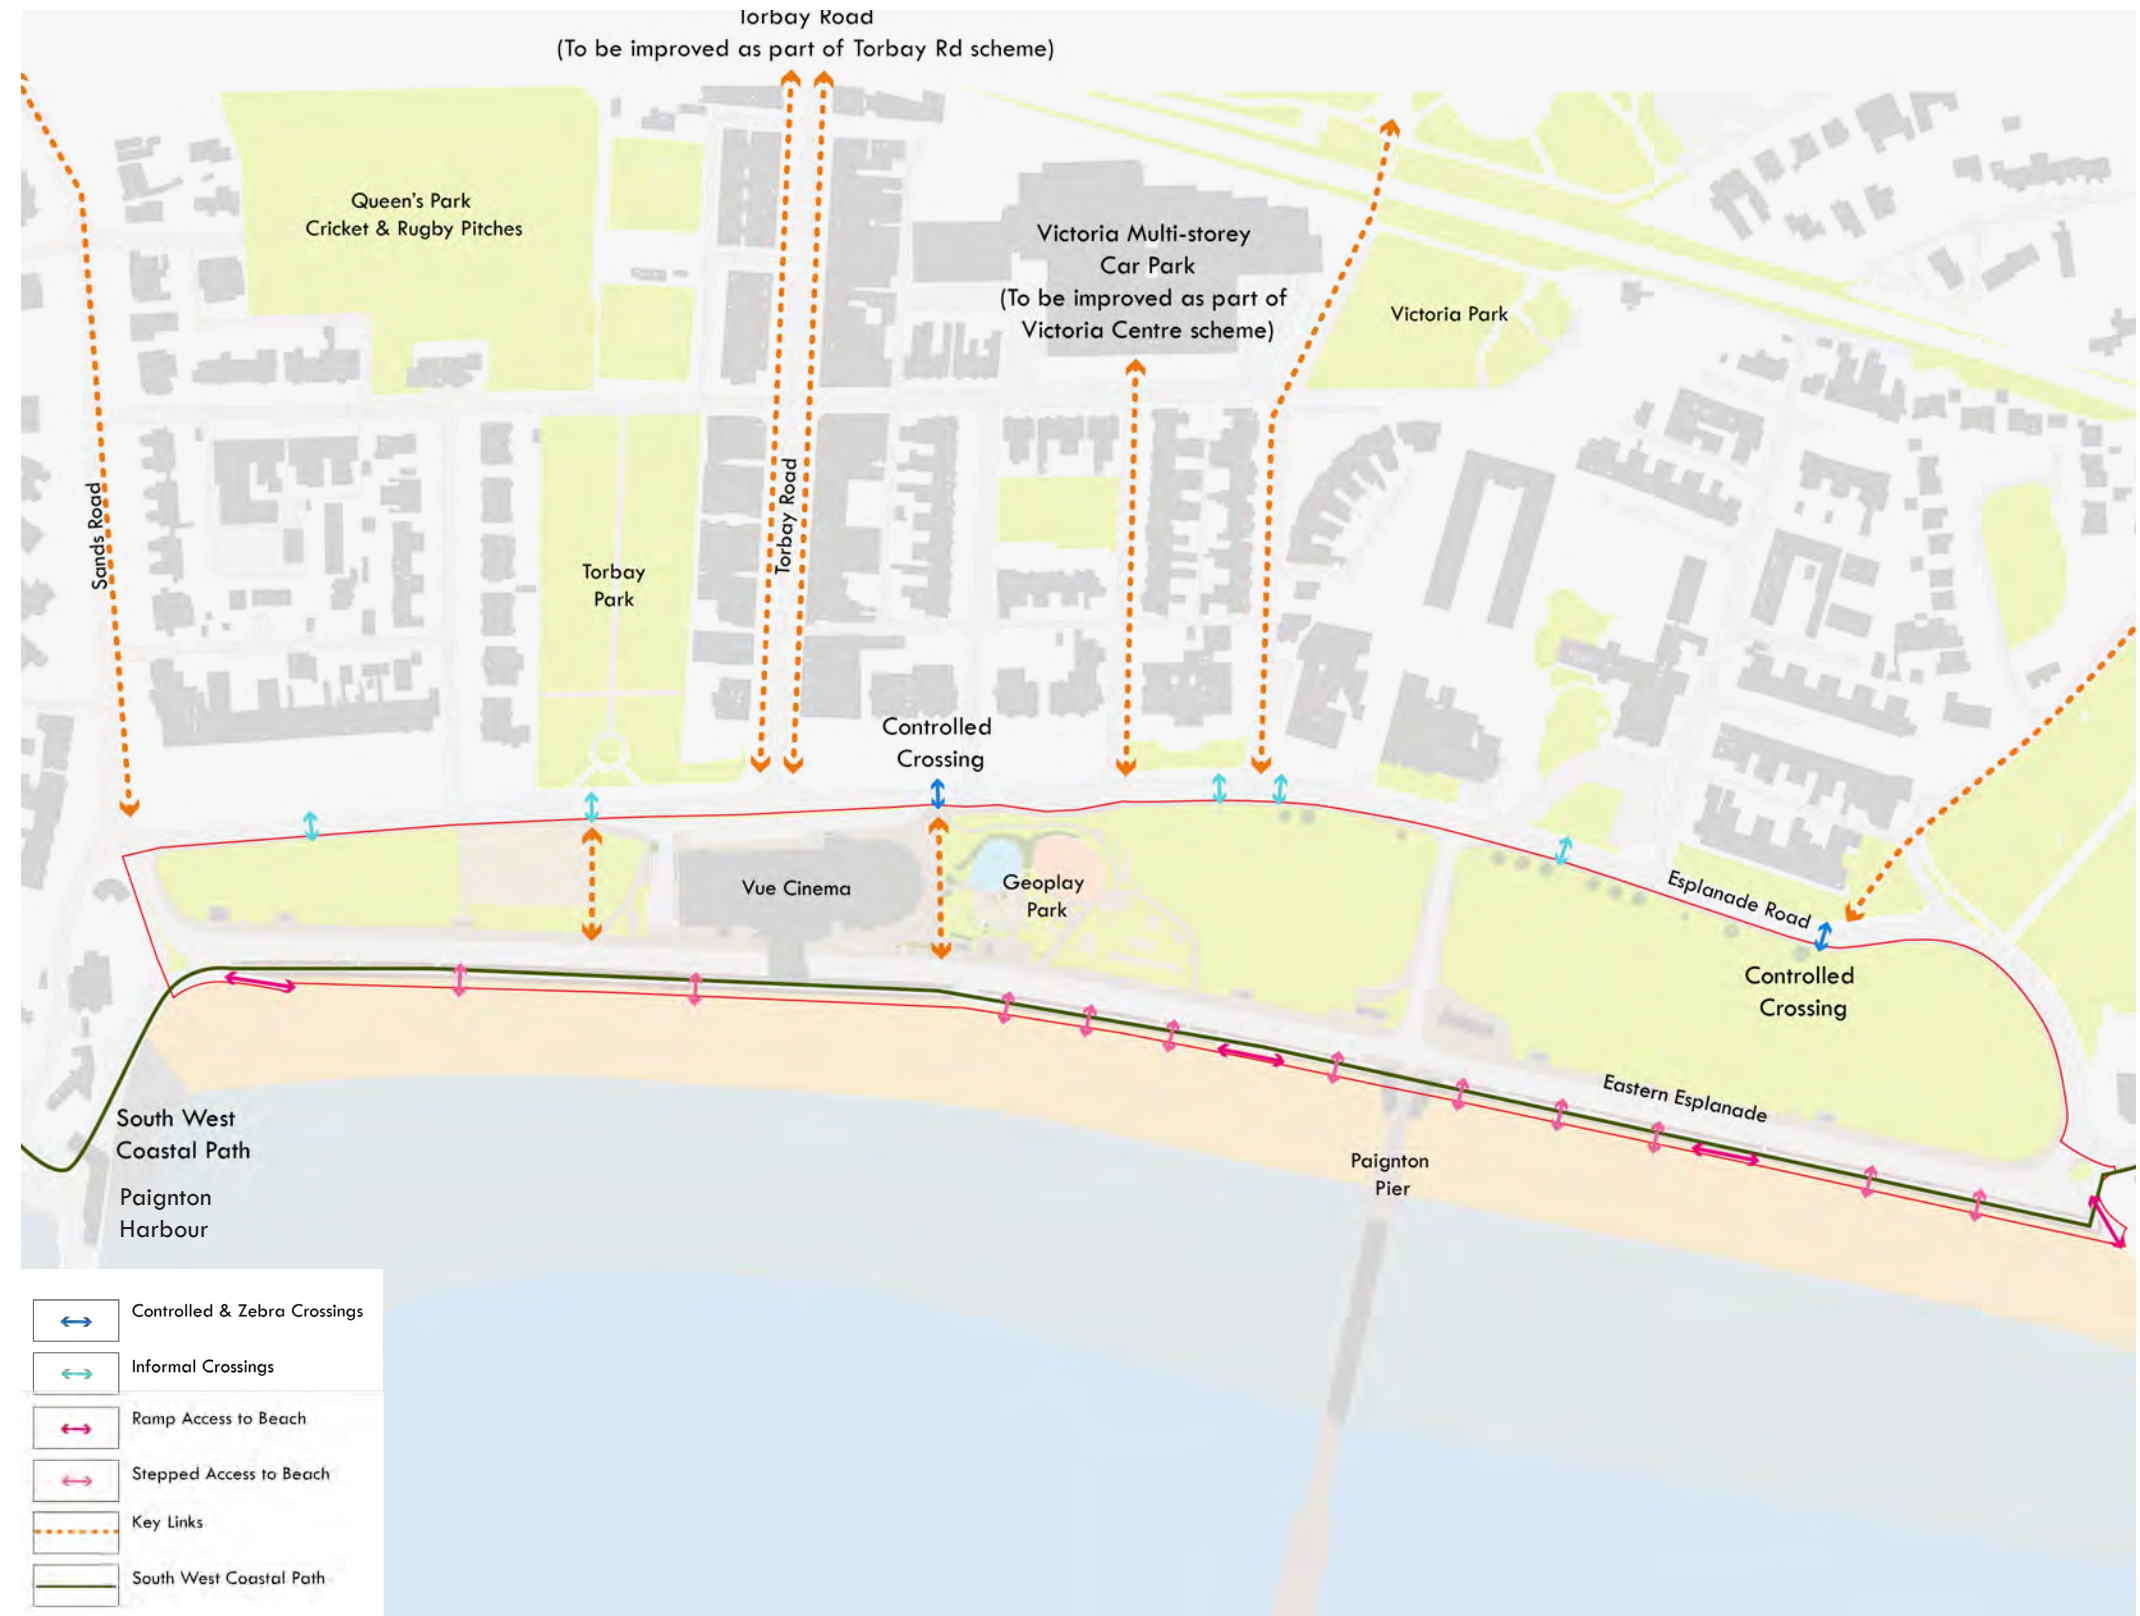 Torbay Road
(To be improved as part of Torbay Rd scheme)
Queen's Park
Cricket & Rugby Pitches
Victoria Multi-storey
Car Park
(To be improved as part of
Victoria Centre scheme)
Victoria Park
Sands Road
Torbay Road
Torbay
Park
Controlled
Crossing
Vue Cinema
Geoplay
Park
Esplanade Road
Controlled
Crossing
Eastern Esplanade
South West
Coastal Path
Paignton
Pier
Paignton
Harbour
Controlled & Zebra Crossings
Informal Crossings
Ramp Access to Beach
Stepped Access to Beach
Key Links
South West Coastal Path